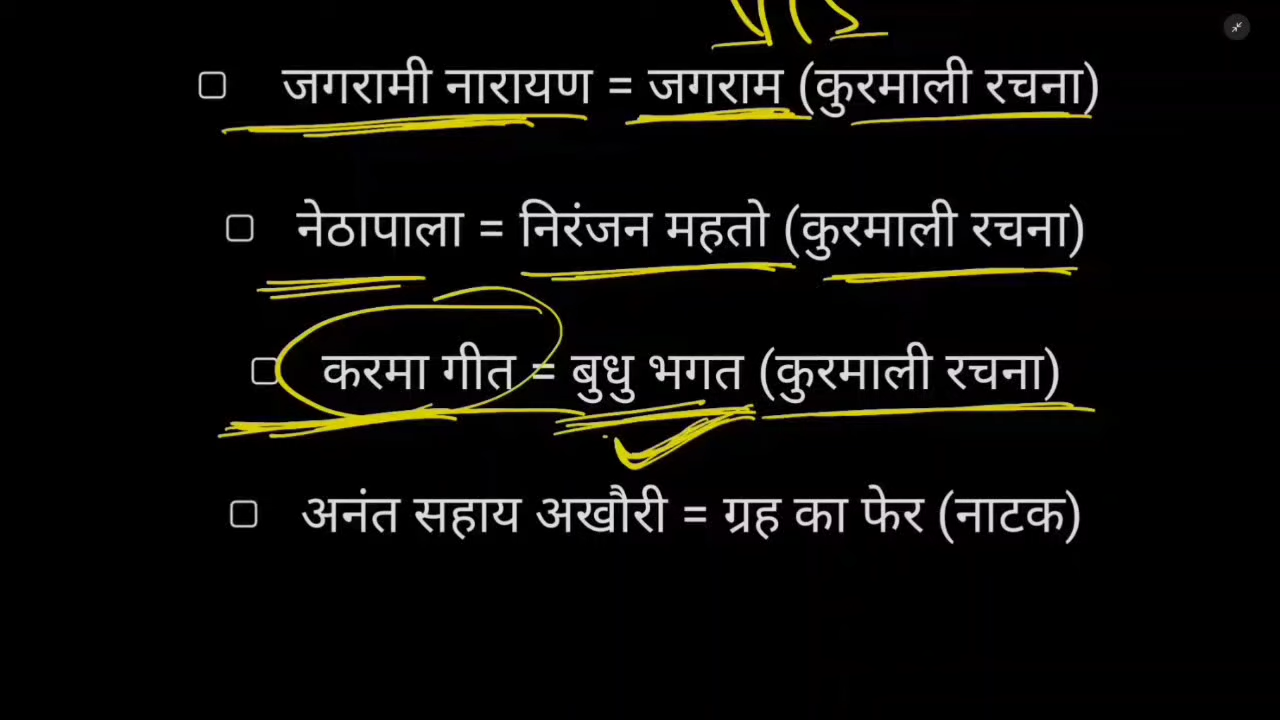 ▢ जगरामी नारायण = जगराम (कुरमाली रचना)
▢ नेठापाला = निरंजन महतो (कुरमाली रचना)
▢ करमा गीत = बुधु भगत (कुरमाली रचना)
▢ अनंत सहाय अखौरी = ग्रह का फेर (नाटक)